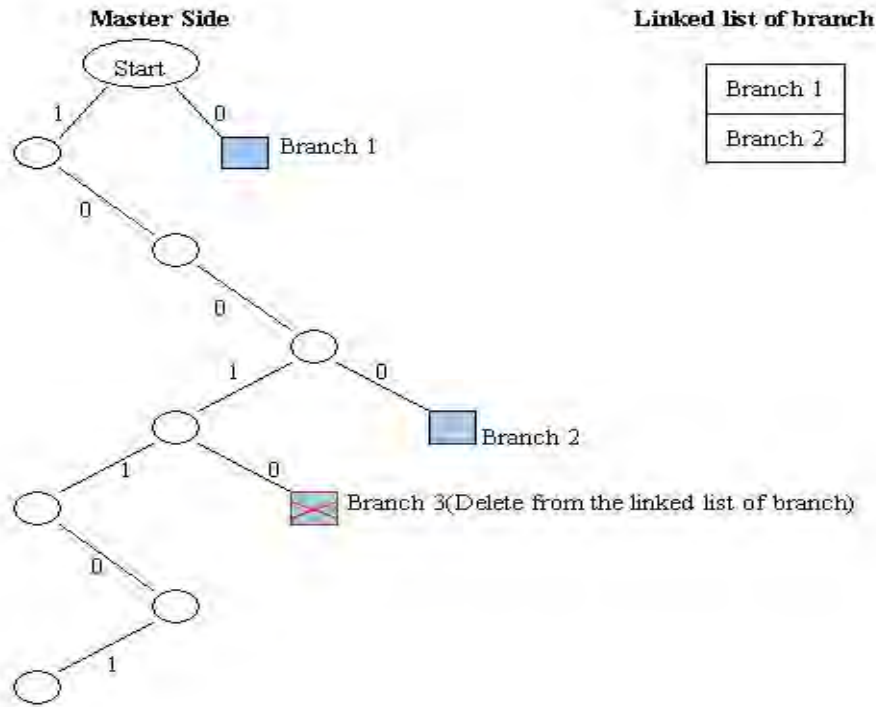 Master Side
Linked list of branch
Start
Branch 1
1
0
Branch 1
Branch 2
0
0
1
0
Branch 2
1
0
Branch 3(Delete from the linked list of branch)
0
1